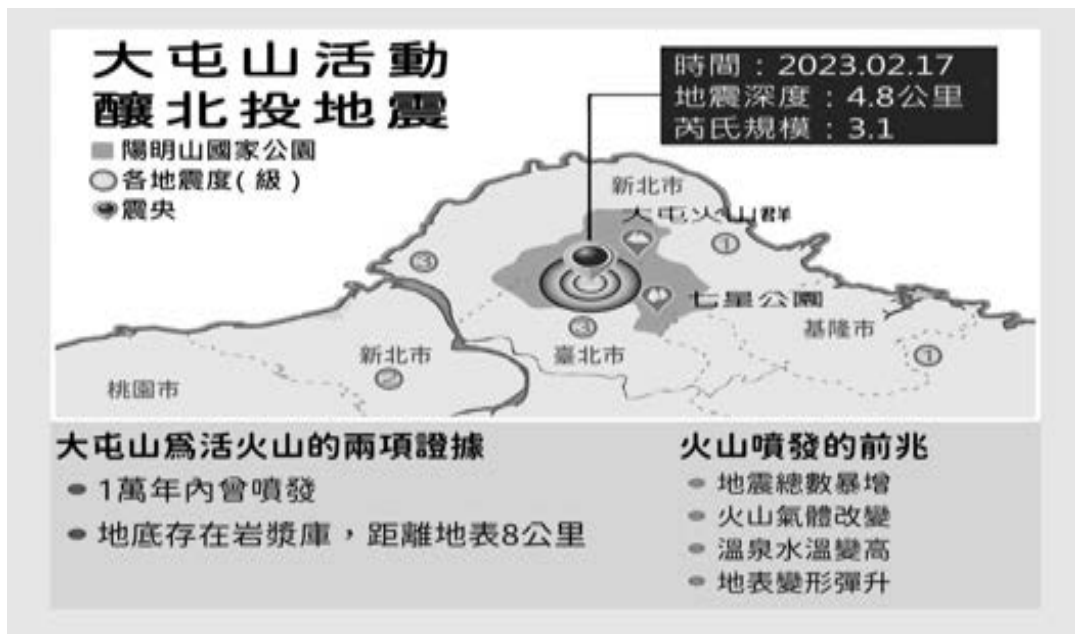 大屯山活動
釀北投地震
陽明山國家公園
各地震度(級)
震央
時間：2023.02.17
地震深度：4.8公里
芮氏規模：3.1
新北市
大屯火山群
1
3
七星公園
3
基隆市
新北市
臺北市
1
2
桃園市
大屯山爲活火山的兩項證據
1萬年內曾噴發
地底存在岩漿庫，距離地表8公里
火山噴發的前兆
地震總數暴增
火山氣體改變
溫泉水溫變高
地表變形彈升